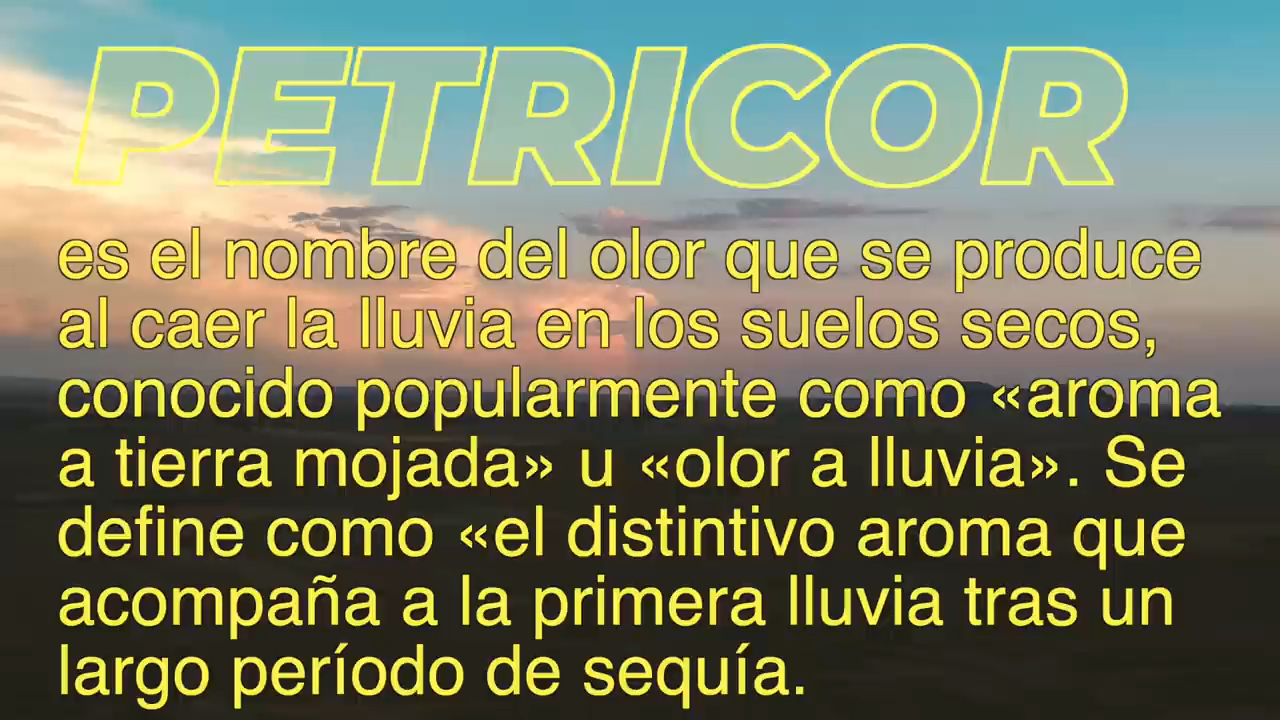 PETRICOR
es el nombre del olor que se produce
al caer la lluvia en los suelos secos,
conocido popularmente como «aroma
a tierra mojada» u «olor a lluvia». Se
define como «el distintivo aroma que
acompaña a la primera lluvia tras un
largo período de sequía.